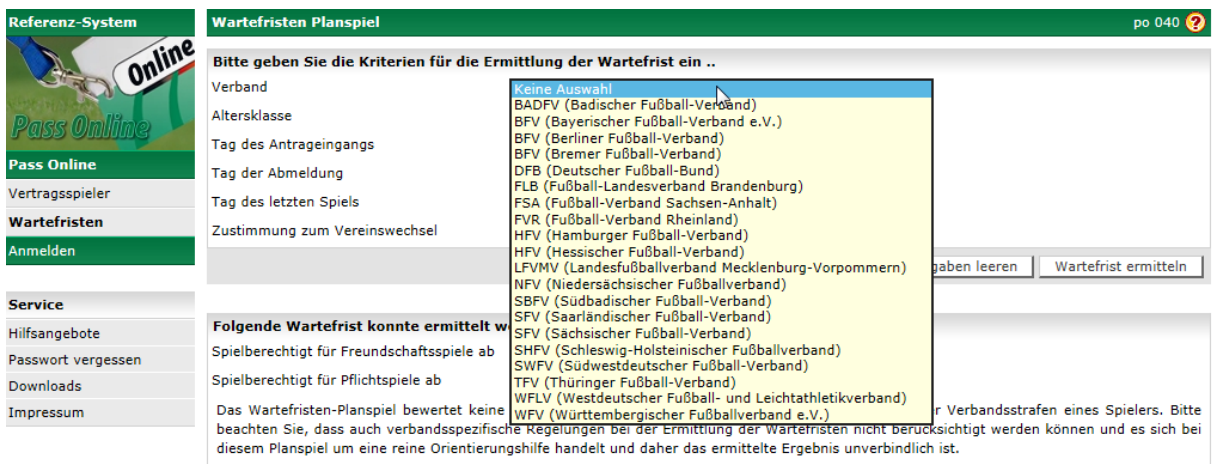 Referenz-System
Online
Pass Online
Pass Online
Vertragsspieler
Wartefristen
Anmelden
Service
Hilfsangebote
Passwort vergessen
Downloads
Impressum
Wartefristen Planspiel
po 040 ?
Bitte geben Sie die Kriterien für die Ermittlung der Wartefrist ein ..
Verband
Altersklasse
Tag des Antrageingangs
Tag der Abmeldung
Tag des letzten Spiels
Zustimmung zum Vereinswechsel
Keine Auswahl
BADFV (Badischer Fußball-Verband)
BFV (Bayerischer Fußball-Verband e.V.)
BFV (Berliner Fußball-Verband)
BFV (Bremer Fußball-Verband)
DFB (Deutscher Fußball-Bund)
FLB (Fußball-Landesverband Brandenburg)
FSA (Fußball-Verband Sachsen-Anhalt)
FVR (Fußball-Verband Rheinland)
HFV (Hamburger Fußball-Verband)
HFV (Hessischer Fußball-Verband)
LFVMV (Landesfußballverband Mecklenburg-Vorpommern)
NFV (Niedersächsischer Fußballverband)
SBFV (Südbadischer Fußball-Verband)
SFV (Saarländischer Fußball-Verband)
SFV (Sächsischer Fußball-Verband)
SHFV (Schleswig-Holsteinischer Fußballverband)
SWFV (Südwestdeutscher Fußball-Verband)
TFV (Thüringer Fußball-Verband)
WFLV (Westdeutscher Fußball- und Leichtathletikverband)
WFV (Württembergischer Fußballverband e.V.)
gaben leeren
Wartefrist ermitteln
Folgende Wartefrist konnte ermittelt we
Spielberechtigt für Freundschaftsspiele ab
Spielberechtigt für Pflichtspiele ab
Das Wartefristen-Planspiel bewertet keine r Verbandsstrafen eines Spielers. Bitte
beachten Sie, dass auch verbandsspezifische Regelungen bei der Ermittlung der Wartefristen nicht berücksichtigt werden können und es sich bei
diesem Planspiel um eine reine Orientierungshilfe handelt und daher das ermittelte Ergebnis unverbindlich ist.